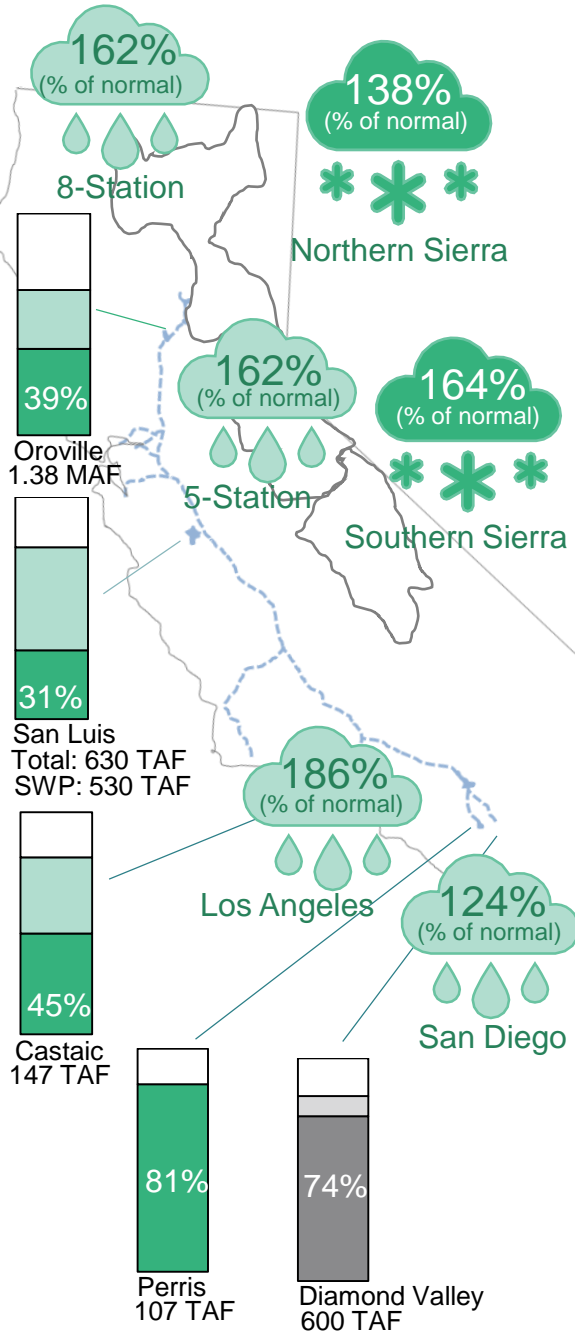 162%
(% of normal)
8-Station
138%
(% of normal)
Northern Sierra
39%
Oroville
1.38 MAF
162%
(% of normal)
5-Station
164%
(% of normal)
Southern Sierra
31%
San Luis
Total: 630 TAF
SWP: 530 TAF
186%
(% of normal)
Los Angeles
124%
(% of normal)
San Diego
45%
Castaic
147 TAF
81%
Perris
107 TAF
74%
Diamond Valley
600 TAF